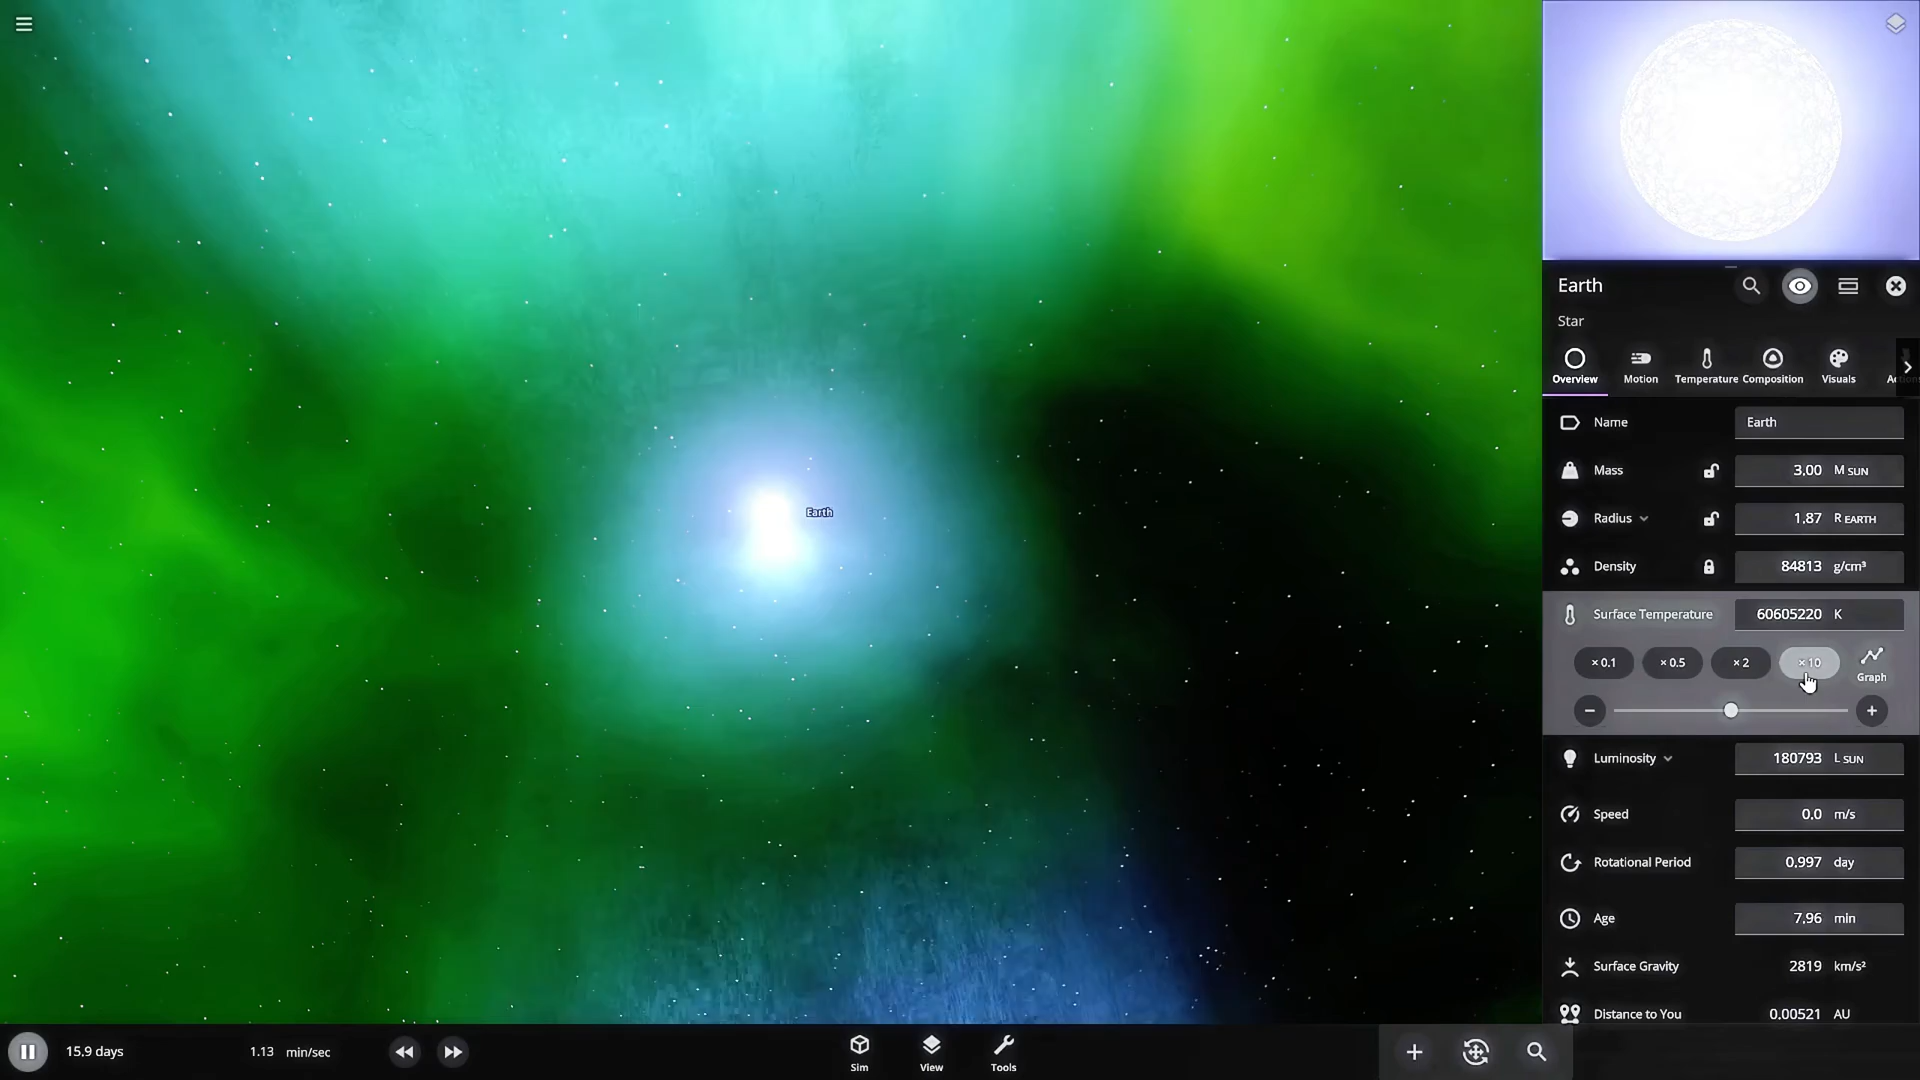 Earth
Star
Overview
Motion
Temperature
Composition
Visuals
Name
Earth
Mass
3.00 M SUN
Radius
1.87 R EARTH
Density
84813 g/cm³
Surface Temperature
60605220 K
× 0.1
× 0.5
× 2
× 10
Graph
Luminosity
180793 L SUN
Speed
0.0 m/s
Rotational Period
0.997 day
Age
7.96 min
Surface Gravity
2819 km/s²
Distance to You
0.00521 AU
Earth
15.9 days
1.13 min/sec
Sim
View
Tools